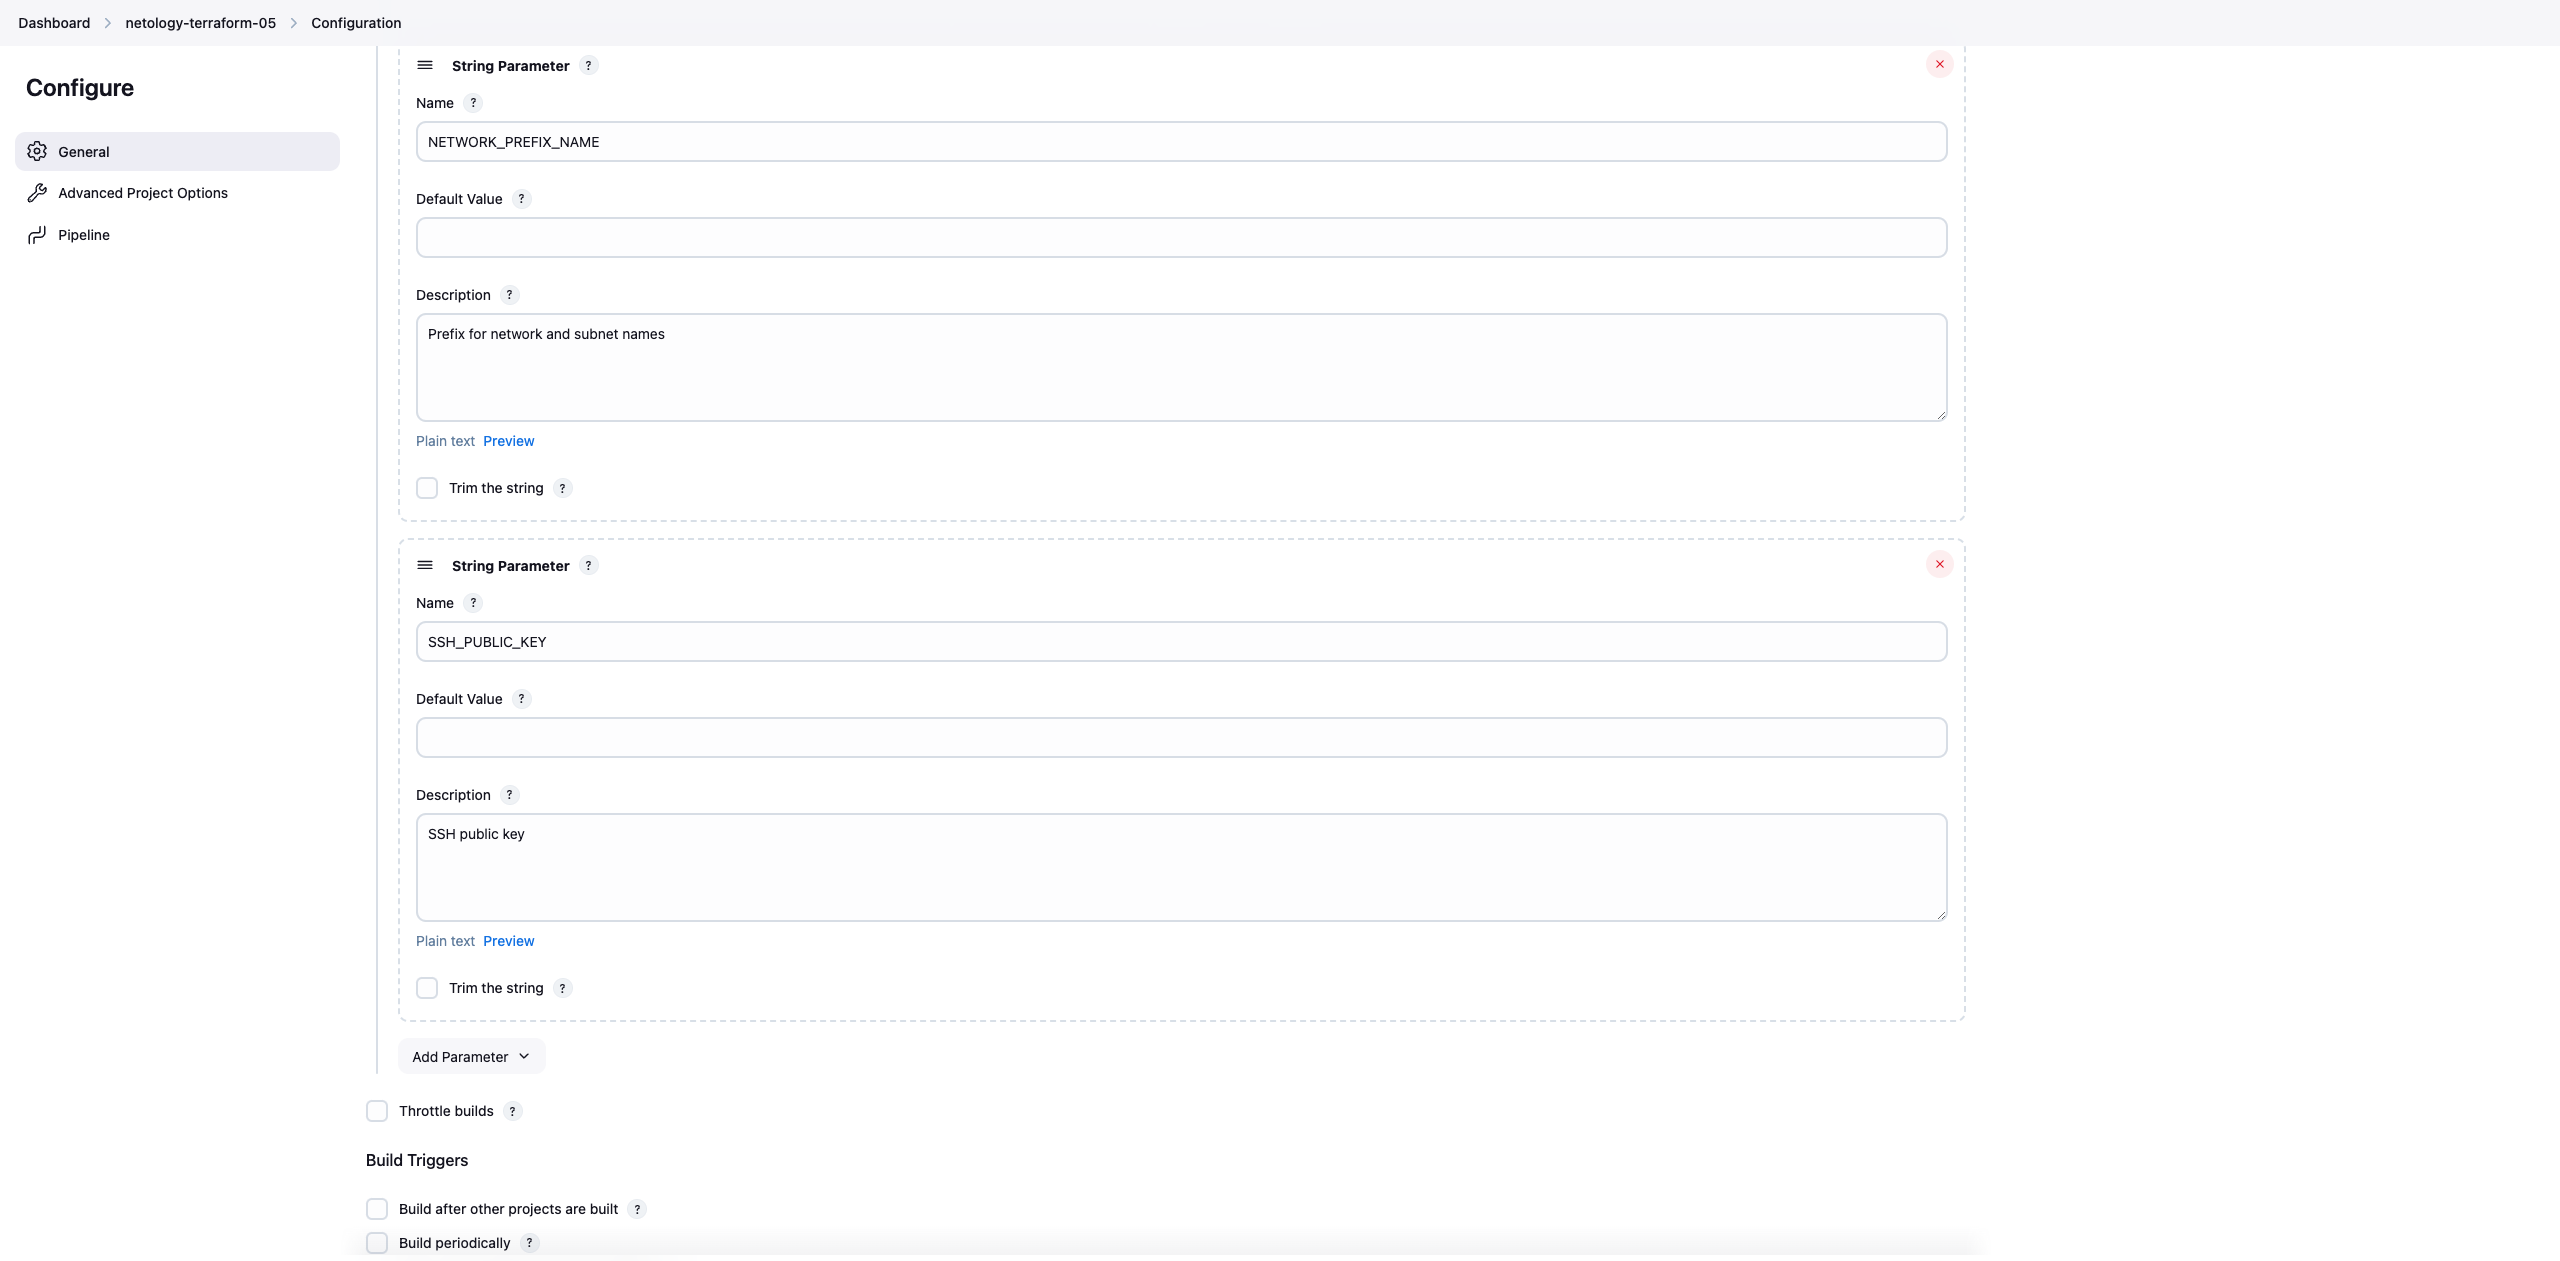 Dashboard > netology-terraform-05 > Configuration
Configure
General
Advanced Project Options
Pipeline
String Parameter ?
Name ?
NETWORK_PREFIX_NAME
Default Value ?
Description ?
Prefix for network and subnet names
Plain text Preview
Trim the string ?
String Parameter ?
Name ?
SSH_PUBLIC_KEY
Default Value ?
Description ?
SSH public key
Plain text Preview
Trim the string ?
Add Parameter
Throttle builds ?
Build Triggers
Build after other projects are built ?
Build periodically ?